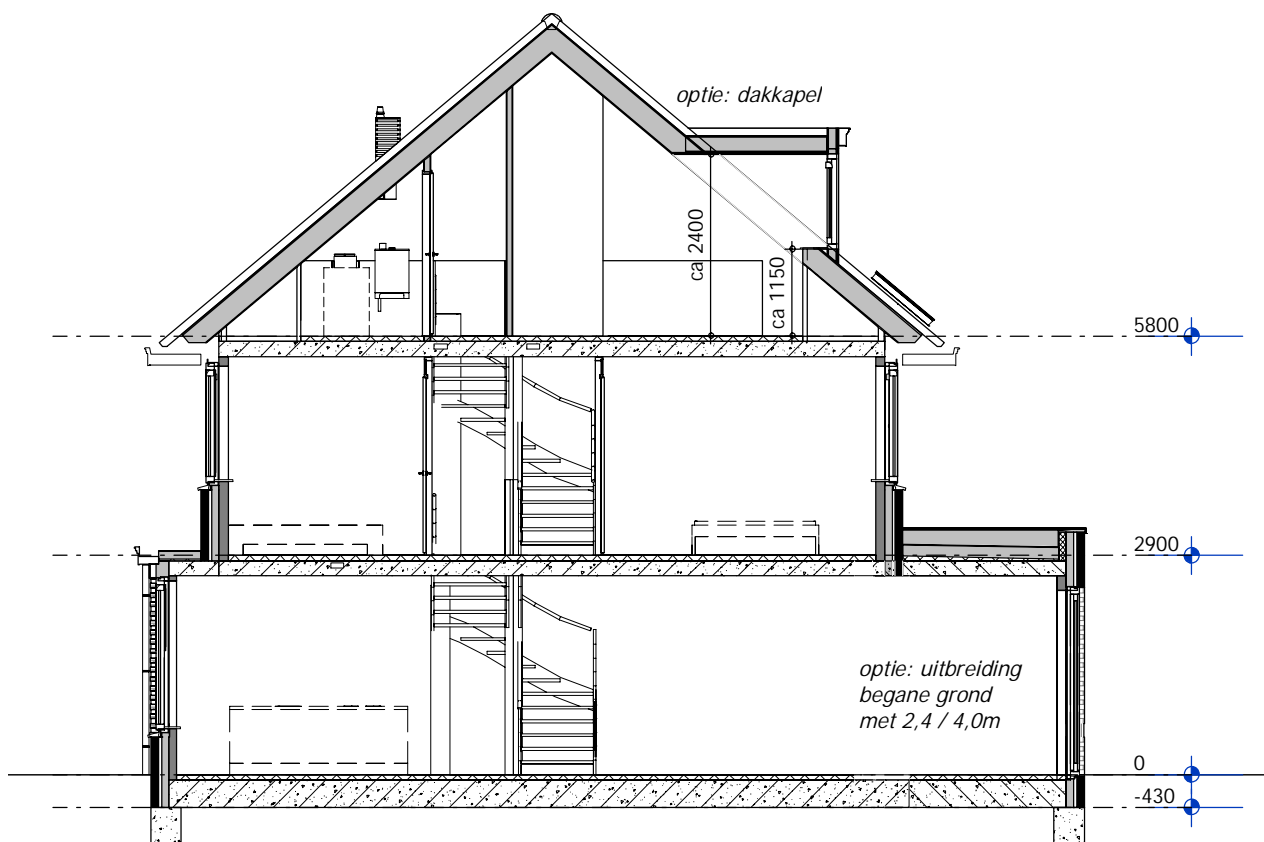 optie: dakkapel
ca 2400
ca 1150
5800
2900
optie: uitbreiding
begane grond
met 2,4 / 4,0m
0
-430